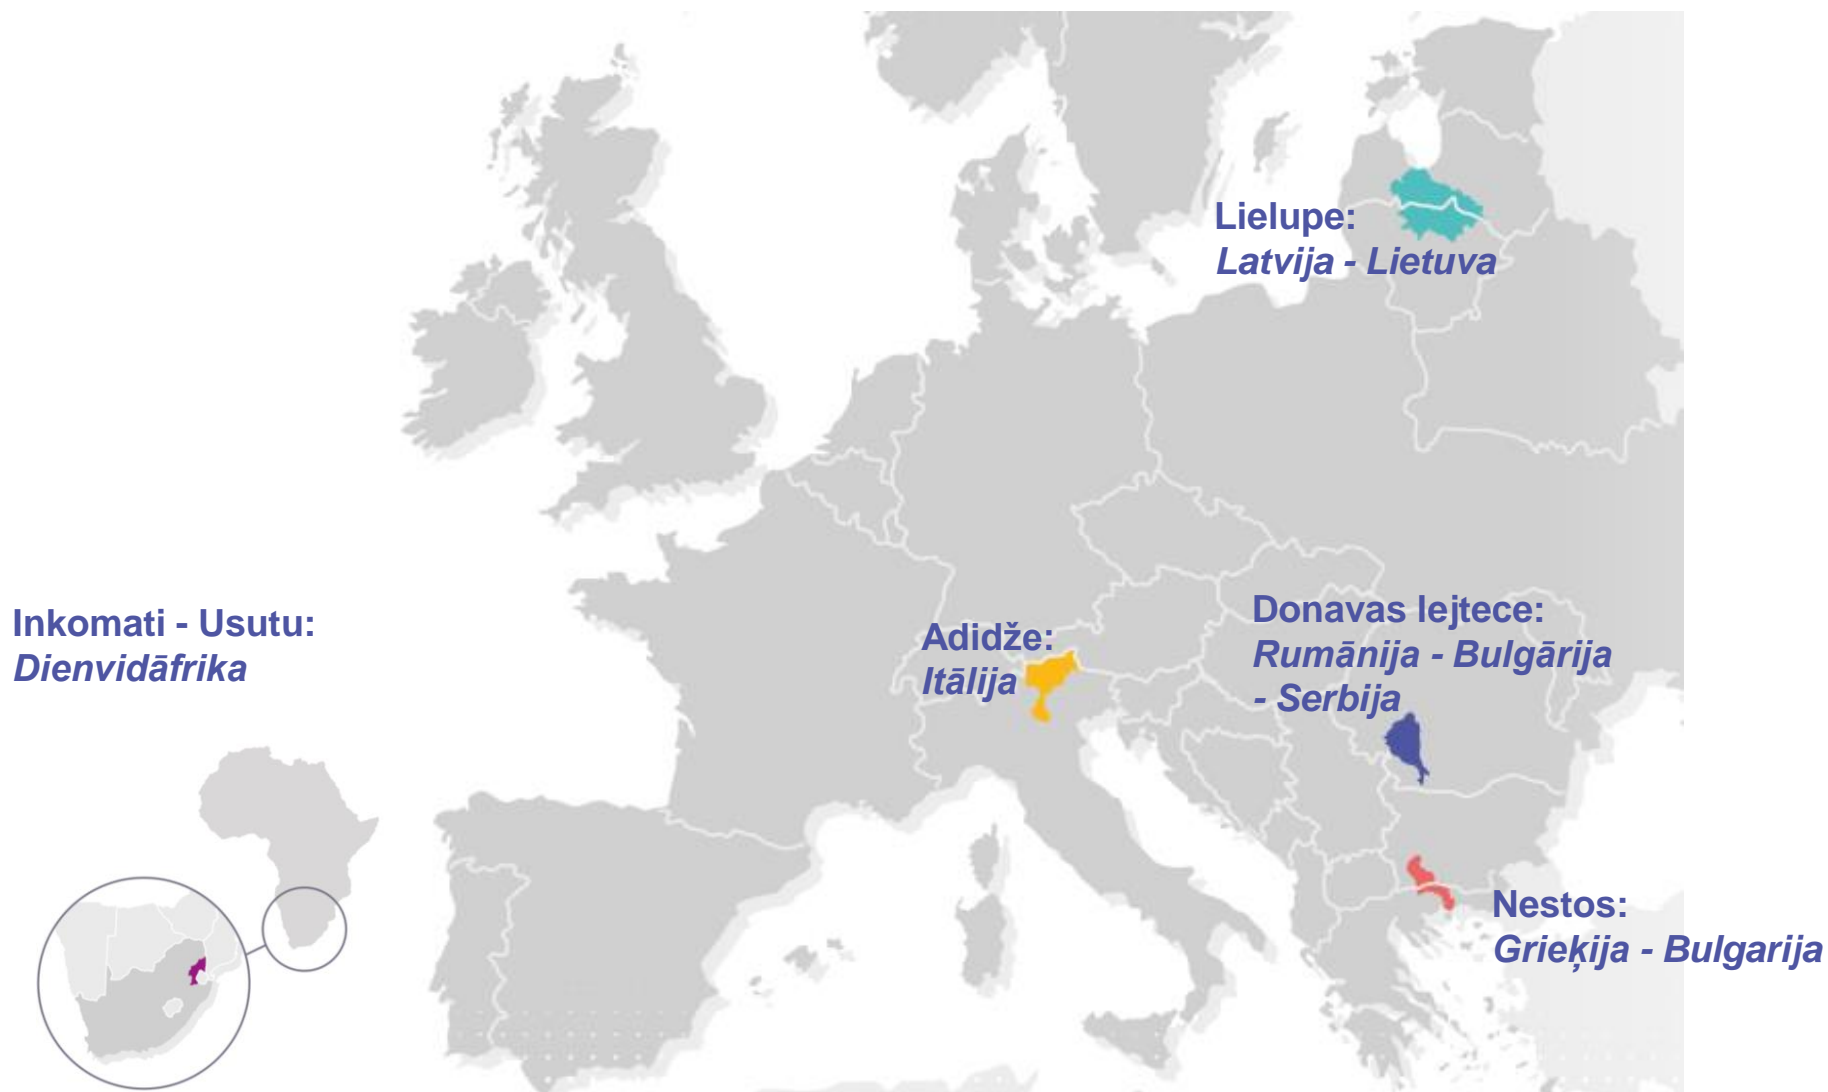 Lielupe:
Latvija - Lietuva
Inkomati - Usutu:
Dienvidāfrika
Adidže:
Itālija
Donavas lejtece:
Rumānija - Bulgārija
- Serbija
Nestos:
Grieķija - Bulgarija